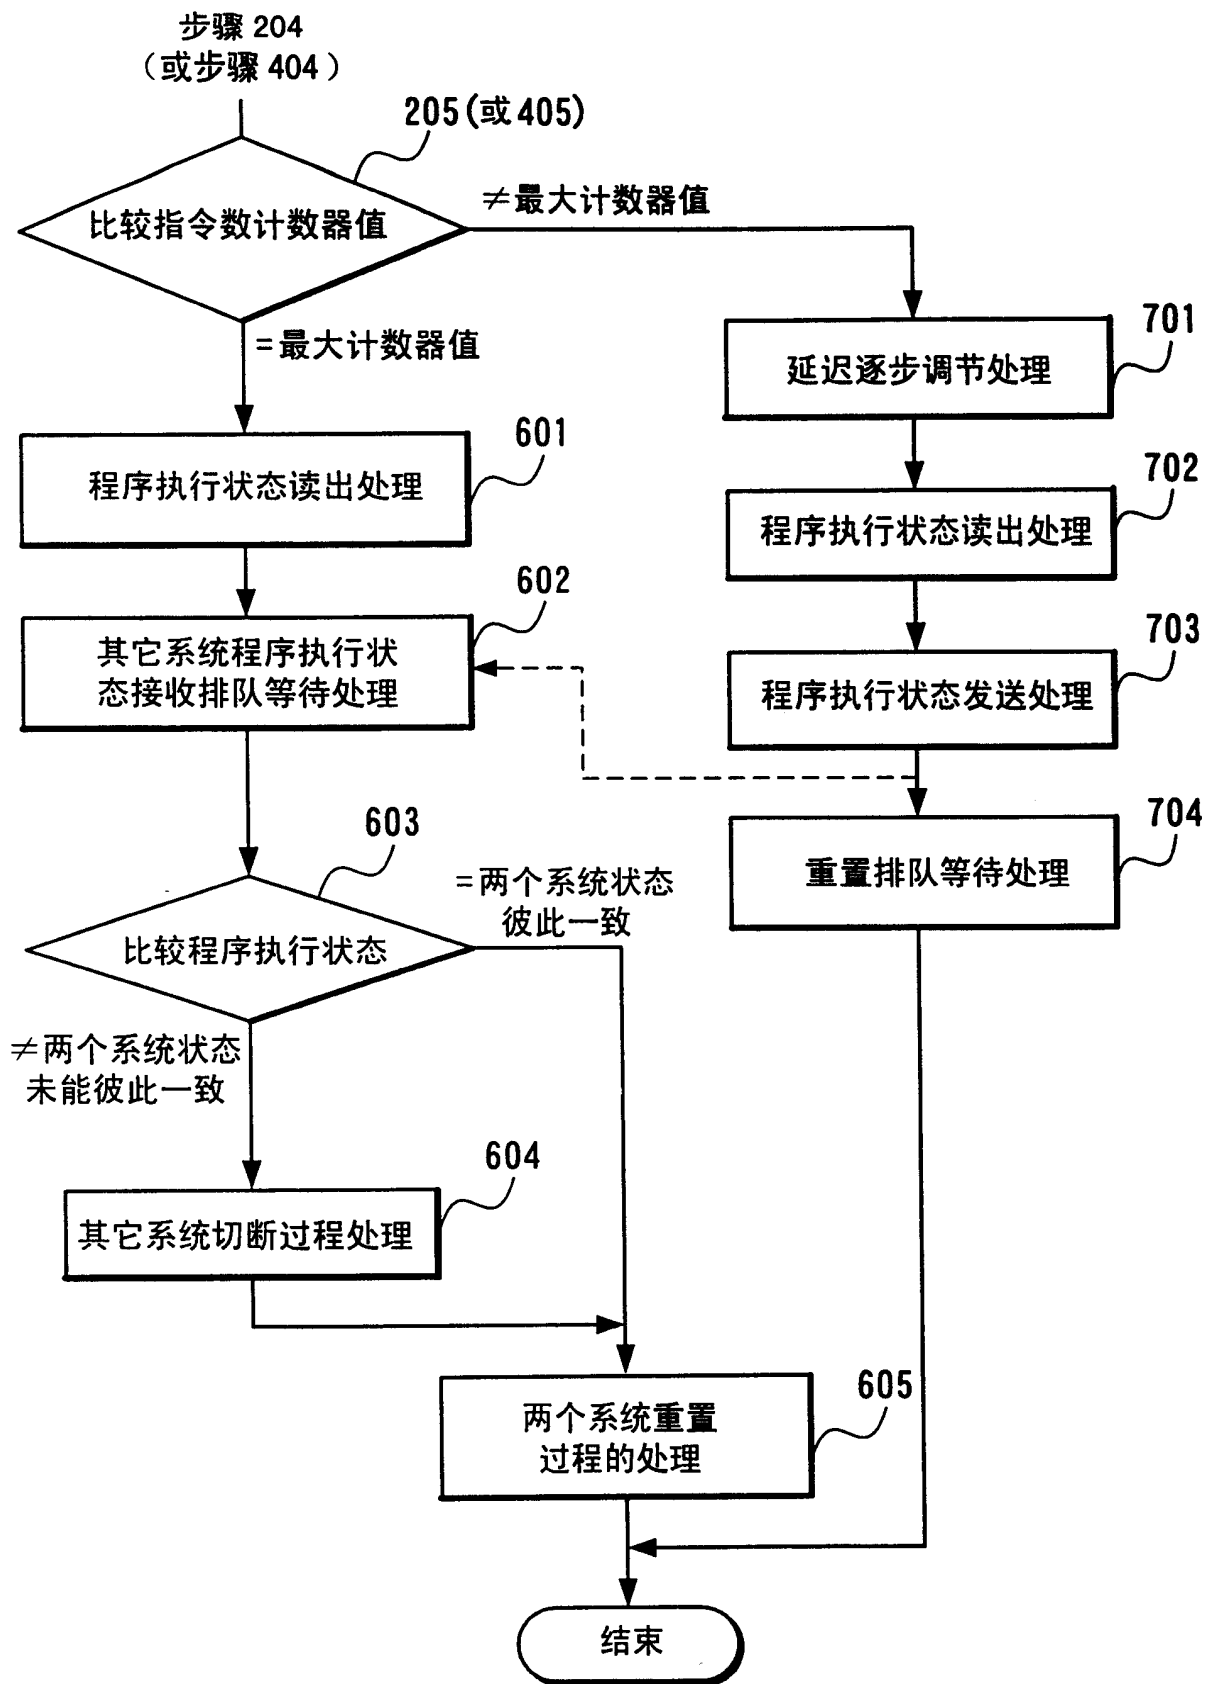 步骤 204
（或步骤 404 ）
205(或405)
比较指令数计数器值
≠最大计数器值
=最大计数器值
701
延迟逐步调节处理
601
程序执行状态读出处理
702
程序执行状态读出处理
602
其它系统程序执行状
态接收排队等待处理
703
程序执行状态发送处理
704
重置排队等待处理
603
=两个系统状态
彼此一致
比较程序执行状态
≠两个系统状态
未能彼此一致
604
其它系统切断过程处理
605
两个系统重置
过程的处理
结束